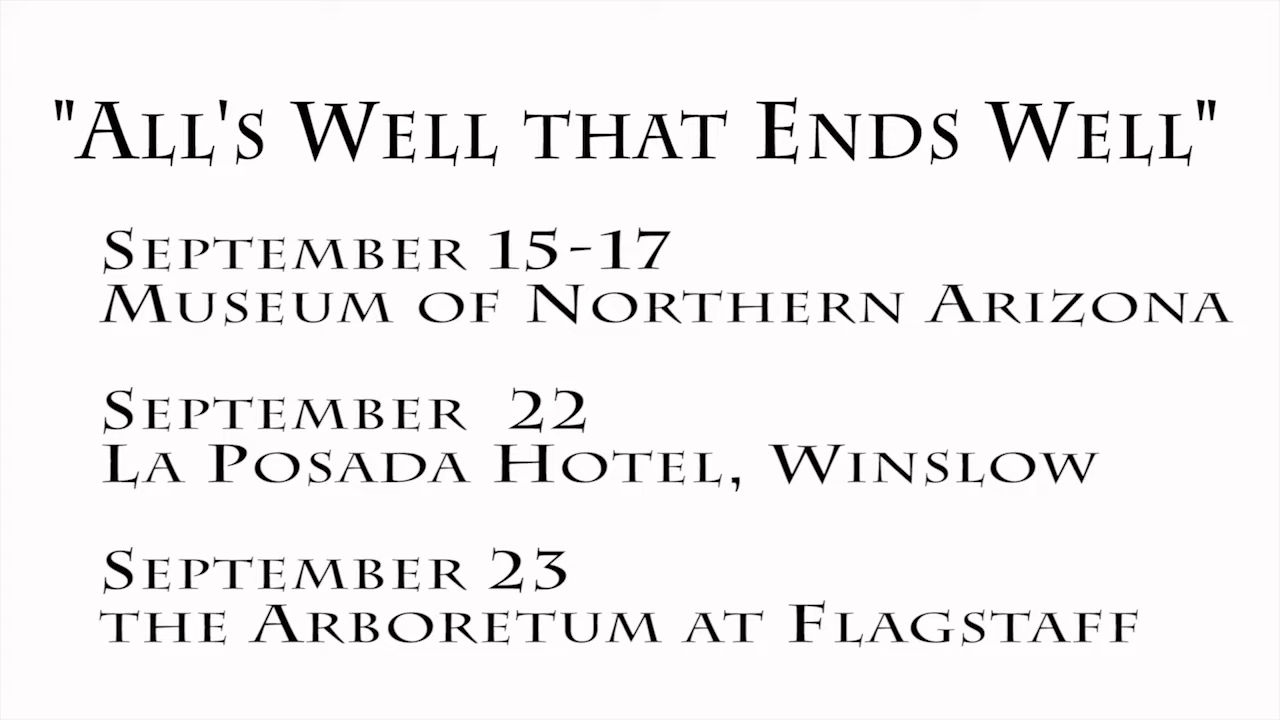 "All's Well that Ends Well"
September 15-17
Museum of Northern Arizona
September 22
La Posada Hotel, Winslow
September 23
the Arboretum at Flagstaff